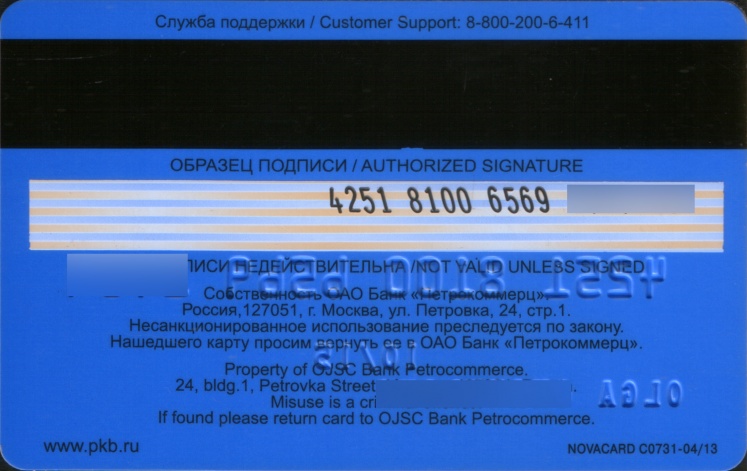 Служба поддержки / Customer Support: 8-800-200-6-411
ОБРАЗЕЦ ПОДПИСИ / AUTHORIZED SIGNATURE
4251 8100 6569
НЕДЕЙСТВИТЕЛЬНА /NOT VALID UNLESS SIGNED
Собственность ОАО Банк «Петрокоммерц».
Россия,127051, г. Москва, ул. Петровка, 24, стр.1.
Несанкционированное использование преследуется по закону.
Нашедшего карту просим вернуть ее в ОАО Банк «Петрокоммерц».
Property of OJSC Bank Petrocommerce.
24, bldg.1, Petrovka Street
OLGA
Misuse is a
If found please return card to OJSC Bank Petrocommerce.
www.pkb.ru
NOVACARD C0731-04/13